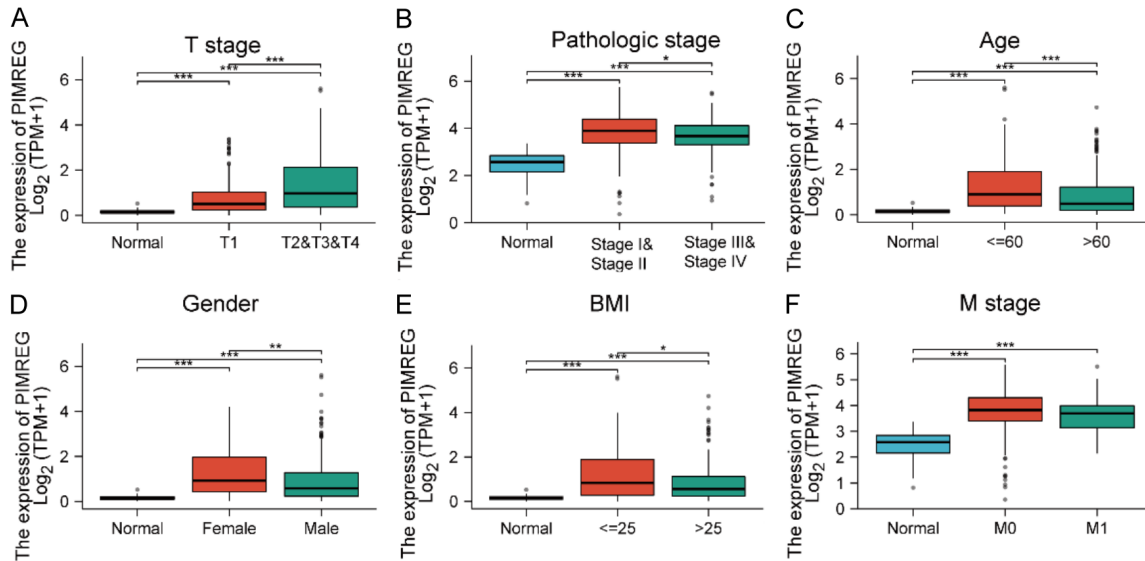 A
T stage
The expression of PIMREG
Log2 (TPM+1)
6
4
2
0
***
***
***
Normal
T1
T2&T3&T4
B
Pathologic stage
The expression of PIMREG
Log2 (TPM+1)
6
4
2
0
*
***
***
Normal
Stage I&
Stage II
Stage III&
Stage IV
C
Age
The expression of PIMREG
Log2 (TPM+1)
6
4
2
0
***
***
***
Normal
<=60
>60
D
Gender
The expression of PIMREG
Log2 (TPM+1)
6
4
2
0
**
***
***
Normal
Female
Male
E
BMI
The expression of PIMREG
Log2 (TPM+1)
6
4
2
0
*
***
***
Normal
<=25
>25
F
M stage
The expression of PIMREG
Log2 (TPM+1)
6
5
4
3
2
1
0
***
***
Normal
M0
M1